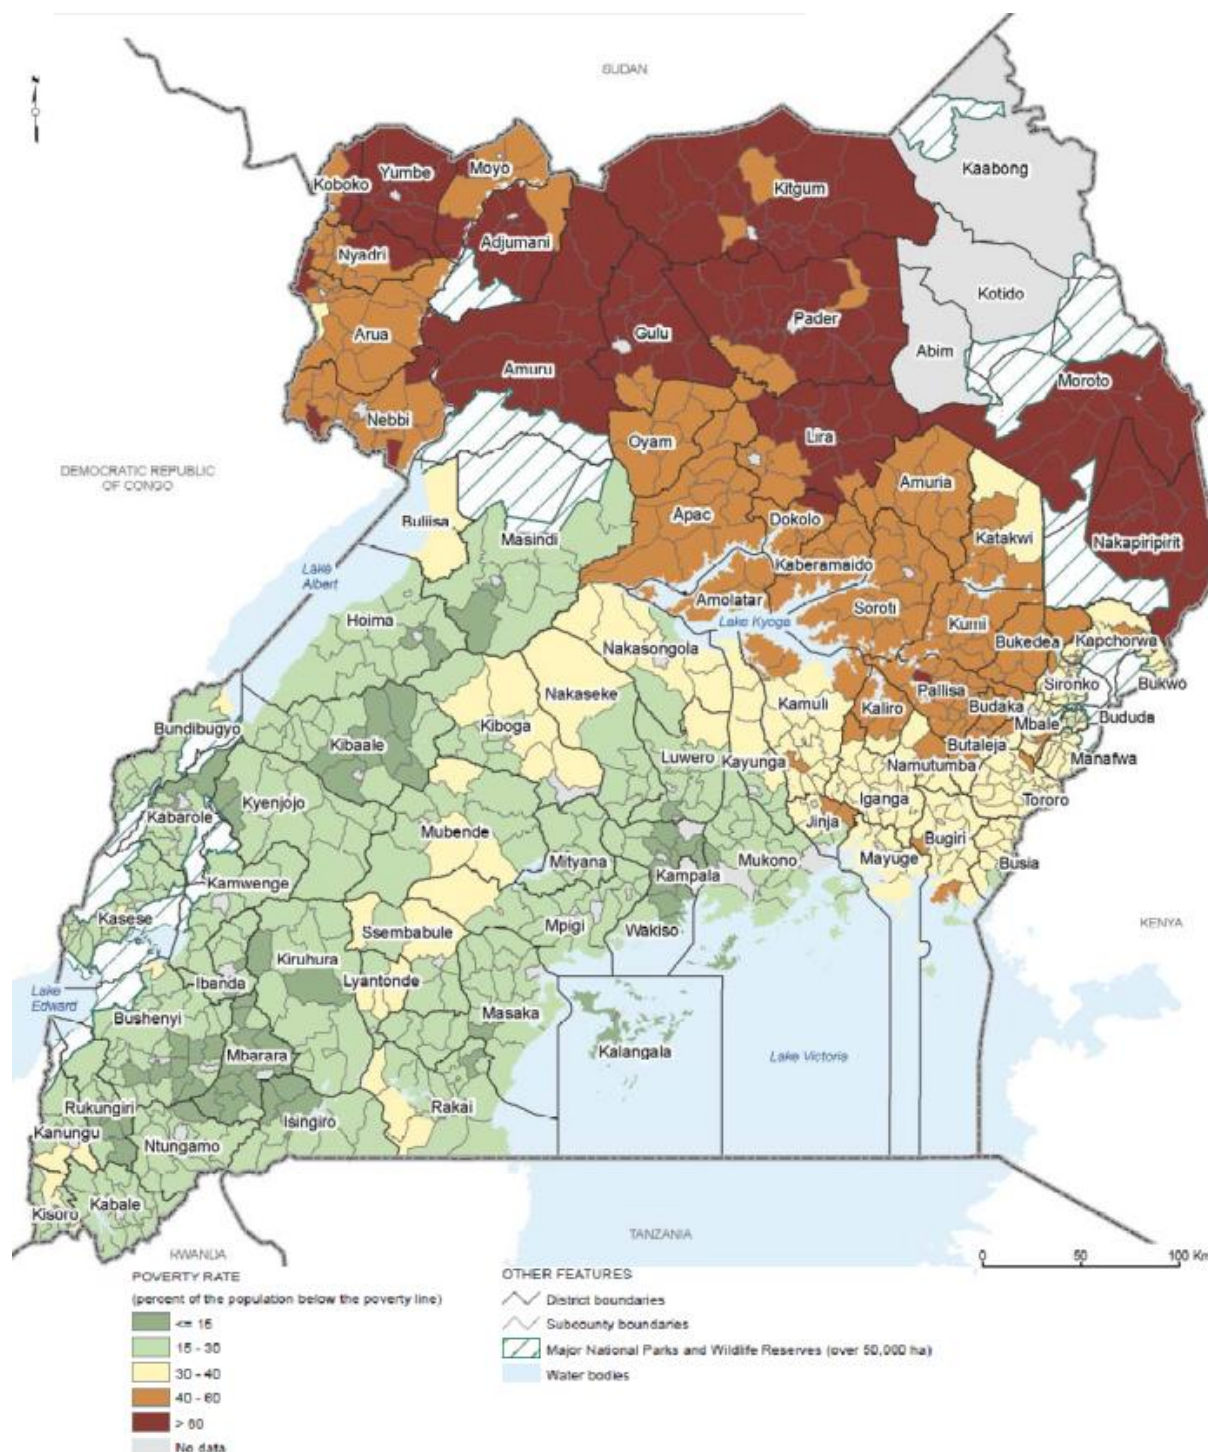 SUDAN
N
Kaabong
Koboko
Yumbe
Moyo
Kitgum
Nyadri
Adjumani
Kotido
Arua
Gulu
Pader
Abim
Amuru
Moroto
Nebbi
Oyam
Lira
DEMOCRATIC REPUBLIC
OF CONGO
Amuria
Buliisa
Masindi
Apac
Dokolo
Katakwi
Nakapiripirit
Lake
Albert
Kaberamaido
Amolatar
Soroti
Hoima
Lake Kyoga
Kumi
Nakasongola
Bukedea
Kapchorwa
Nakaseke
Pallisa
Sironko
Bukwo
Kiboga
Kamuli
Kaliro
Budaka
Mbale
Bududa
Bundibugyo
Kibaale
Luwero
Kayunga
Butaleja
Namutumba
Manafwa
Kyenjojo
Iganga
Tororo
Kabarole
Mubende
Jinja
Bugiri
Mityana
Mukono
Mayuge
Busia
Kamwenge
Kampala
Kasese
Ssembabule
Mpigi
Wakiso
KENYA
Kiruhura
Ibanda
Lyantonde
Lake
Edward
Bushenyi
Masaka
Mbarara
Kalangala
Lake Victoria
Rukungiri
Isingiro
Rakai
Kanungu
Ntungamo
Kabale
Kisoro
TANZANIA
RWANDA
0 50 100 Km
POVERTY RATE
(percent of the population below the poverty line)
<= 15
15 - 30
30 - 40
40 - 60
> 60
No data
OTHER FEATURES
District boundaries
Subcounty boundaries
Major National Parks and Wildlife Reserves (over 50,000 ha)
Water bodies